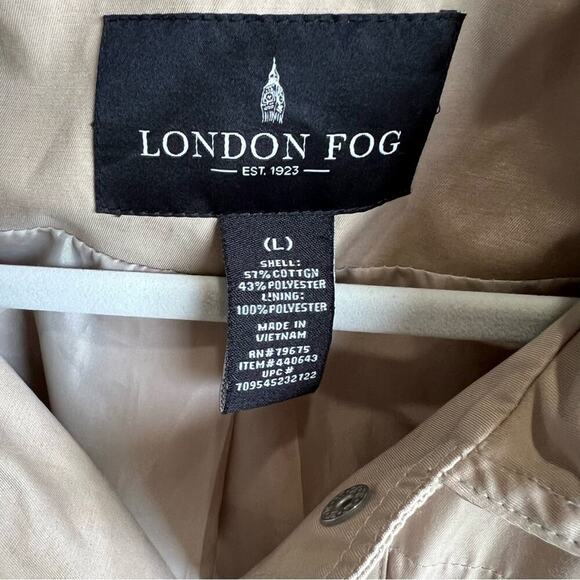 LONDON FOG
EST. 1923
(L)
SHELL:
57% COTTON
43% POLYESTER
LINING:
100% POLYESTER
MADE IN
VIETNAM
RN# 79675
ITEM# 440643
UPC #
709545232722